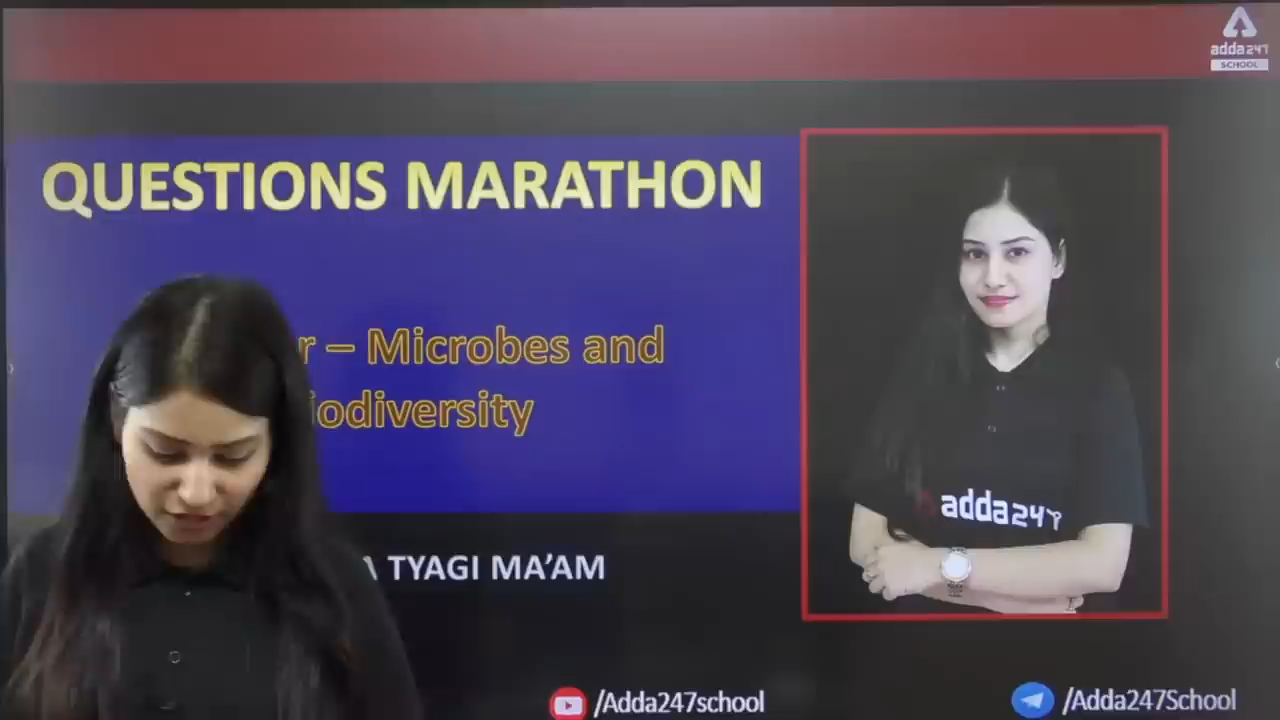 adda247
SCHOOL
QUESTIONS MARATHON
– Microbes and
iodiversity
adda247
TYAGI MA’AM
/Adda247school
/Adda247School